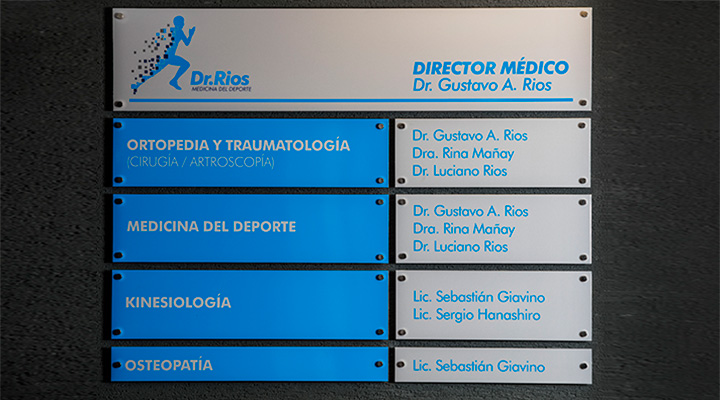 Dr.Rios
MEDICINA DEL DEPORTE
DIRECTOR MÉDICO
Dr. Gustavo A. Rios
ORTOPEDIA Y TRAUMATOLOGÍA
(CIRUGÍA / ARTROSCOPÍA)
Dr. Gustavo A. Rios
Dra. Rina Mañay
Dr. Luciano Rios
MEDICINA DEL DEPORTE
Dr. Gustavo A. Rios
Dra. Rina Mañay
Dr. Luciano Rios
KINESIOLOGÍA
Lic. Sebastián Giavino
Lic. Sergio Hanashiro
OSTEOPATÍA
Lic. Sebastián Giavino